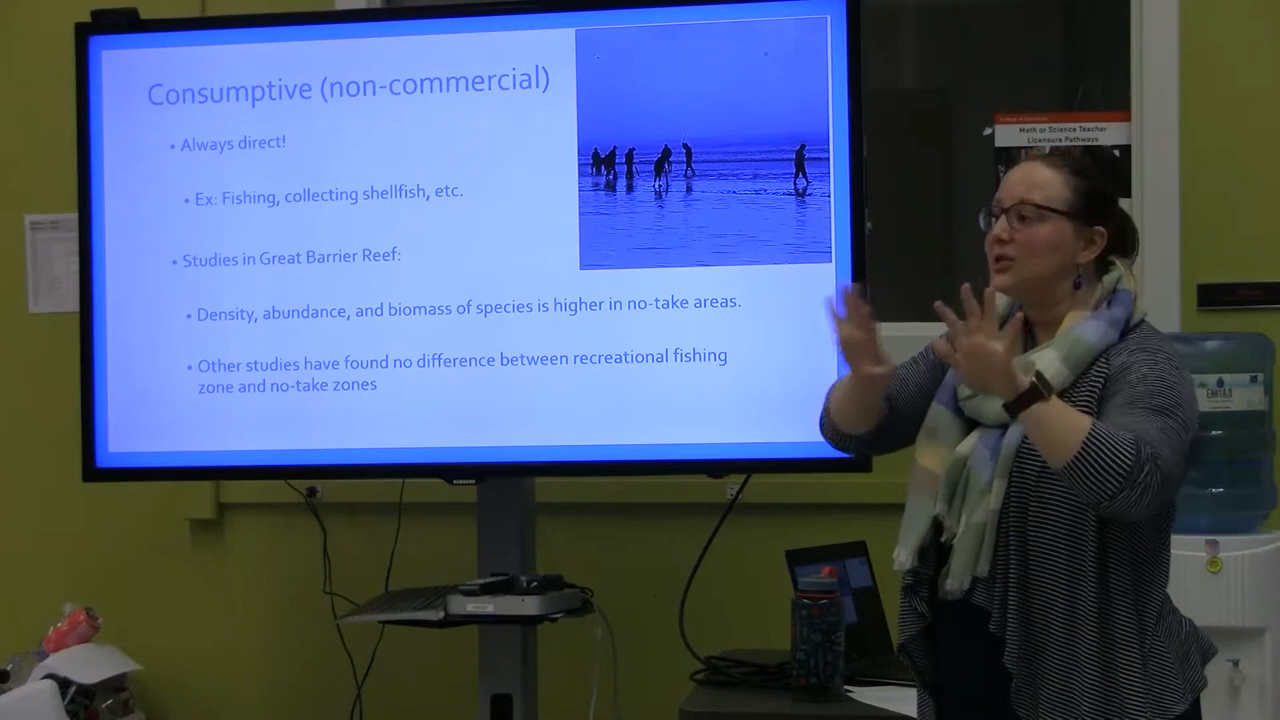 Consumptive (non-commercial)
• Always direct!
• Ex: Fishing, collecting shellfish, etc.
• Studies in Great Barrier Reef:
• Density, abundance, and biomass of species is higher in no-take areas.
• Other studies have found no difference between recreational fishing
zone and no-take zones
SAMSUNG
Math or Science Teacher
Licensure Pathways